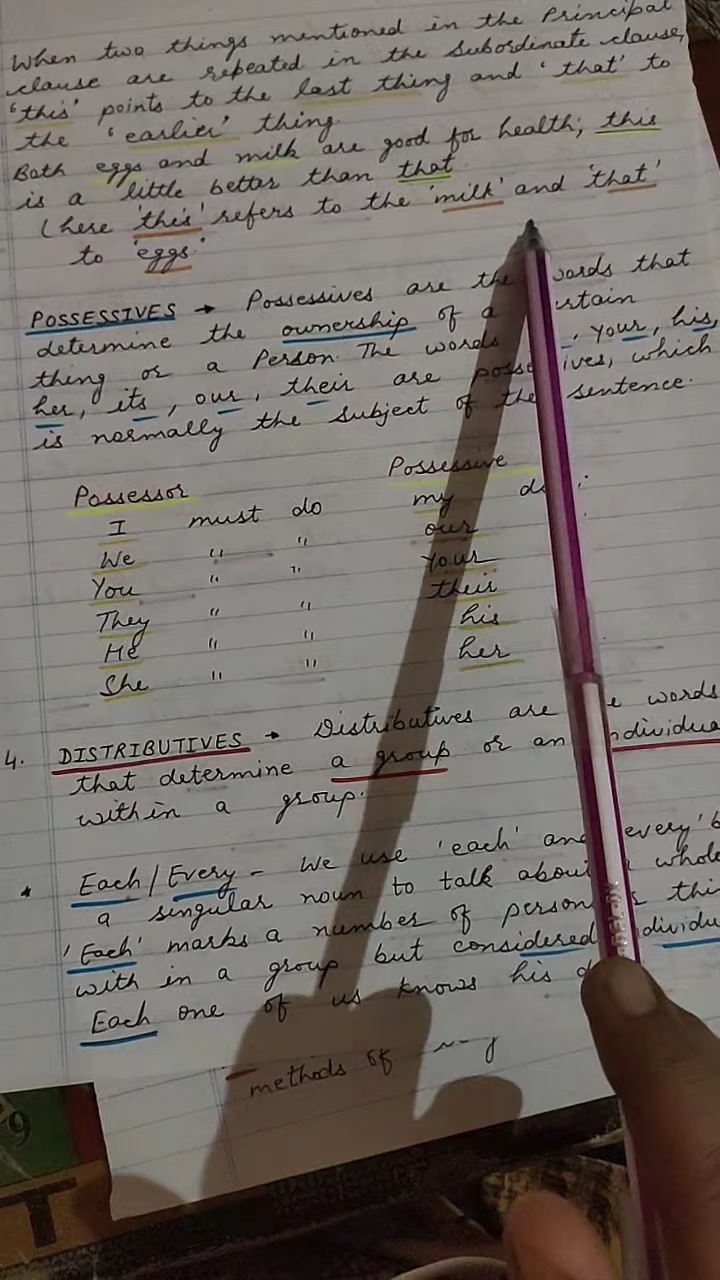 When two things mentioned in the Principal
clause are repeated in the Subordinate clause,
'this' points to the last thing and 'that' to
the 'earlier' thing.
Both eggs and milk are good for health; this
is a little better than that.
(here 'this' refers to the 'milk' and 'that'
to 'eggs.'
POSSESSIVES → Possessives are the words that
determine the ownership of a
thing or a Person. The words , your, his,
her, its, our, their are possessives, which
is normally the subject of the sentence.
Possessor Possessive
I must do my
We " " our
You " " your
They " " their
He " " his
She " " her
4. DISTRIBUTIVES → Distributives are words
that determine a group or an individua
within a group.
* Each / Every - We use 'each' and 'every' b
a singular noun to talk about whole
'Each' marks a number of person thi
with in a group but considered individu
Each one of us knows his
methods of